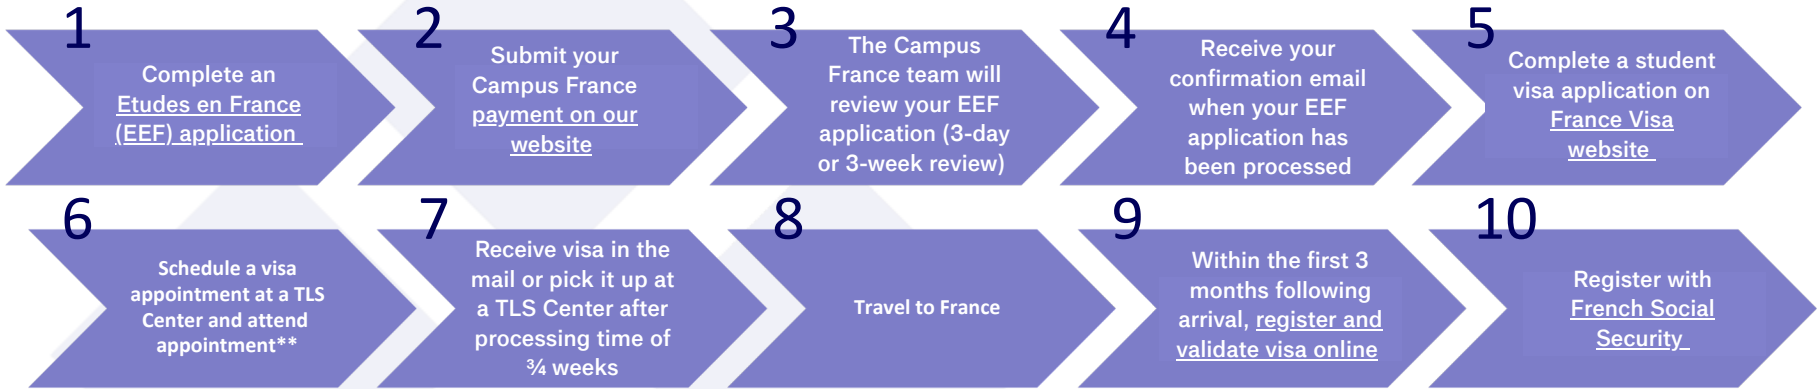 1
Complete an
Etudes en France
(EEF) application
2
Submit your
Campus France
payment on our
website
3
The Campus
France team will
review your EEF
application (3-day
or 3-week review)
4
Receive your
confirmation email
when your EEF
application has
been processed
5
Complete a student
visa application on
France Visa
website
6
Schedule a visa
appointment at a TLS
Center and attend
appointment**
7
Receive visa in the
mail or pick it up at
a TLS Center after
processing time of
¾ weeks
8
Travel to France
9
Within the first 3
months following
arrival, register and
validate visa online
10
Register with
French Social
Security